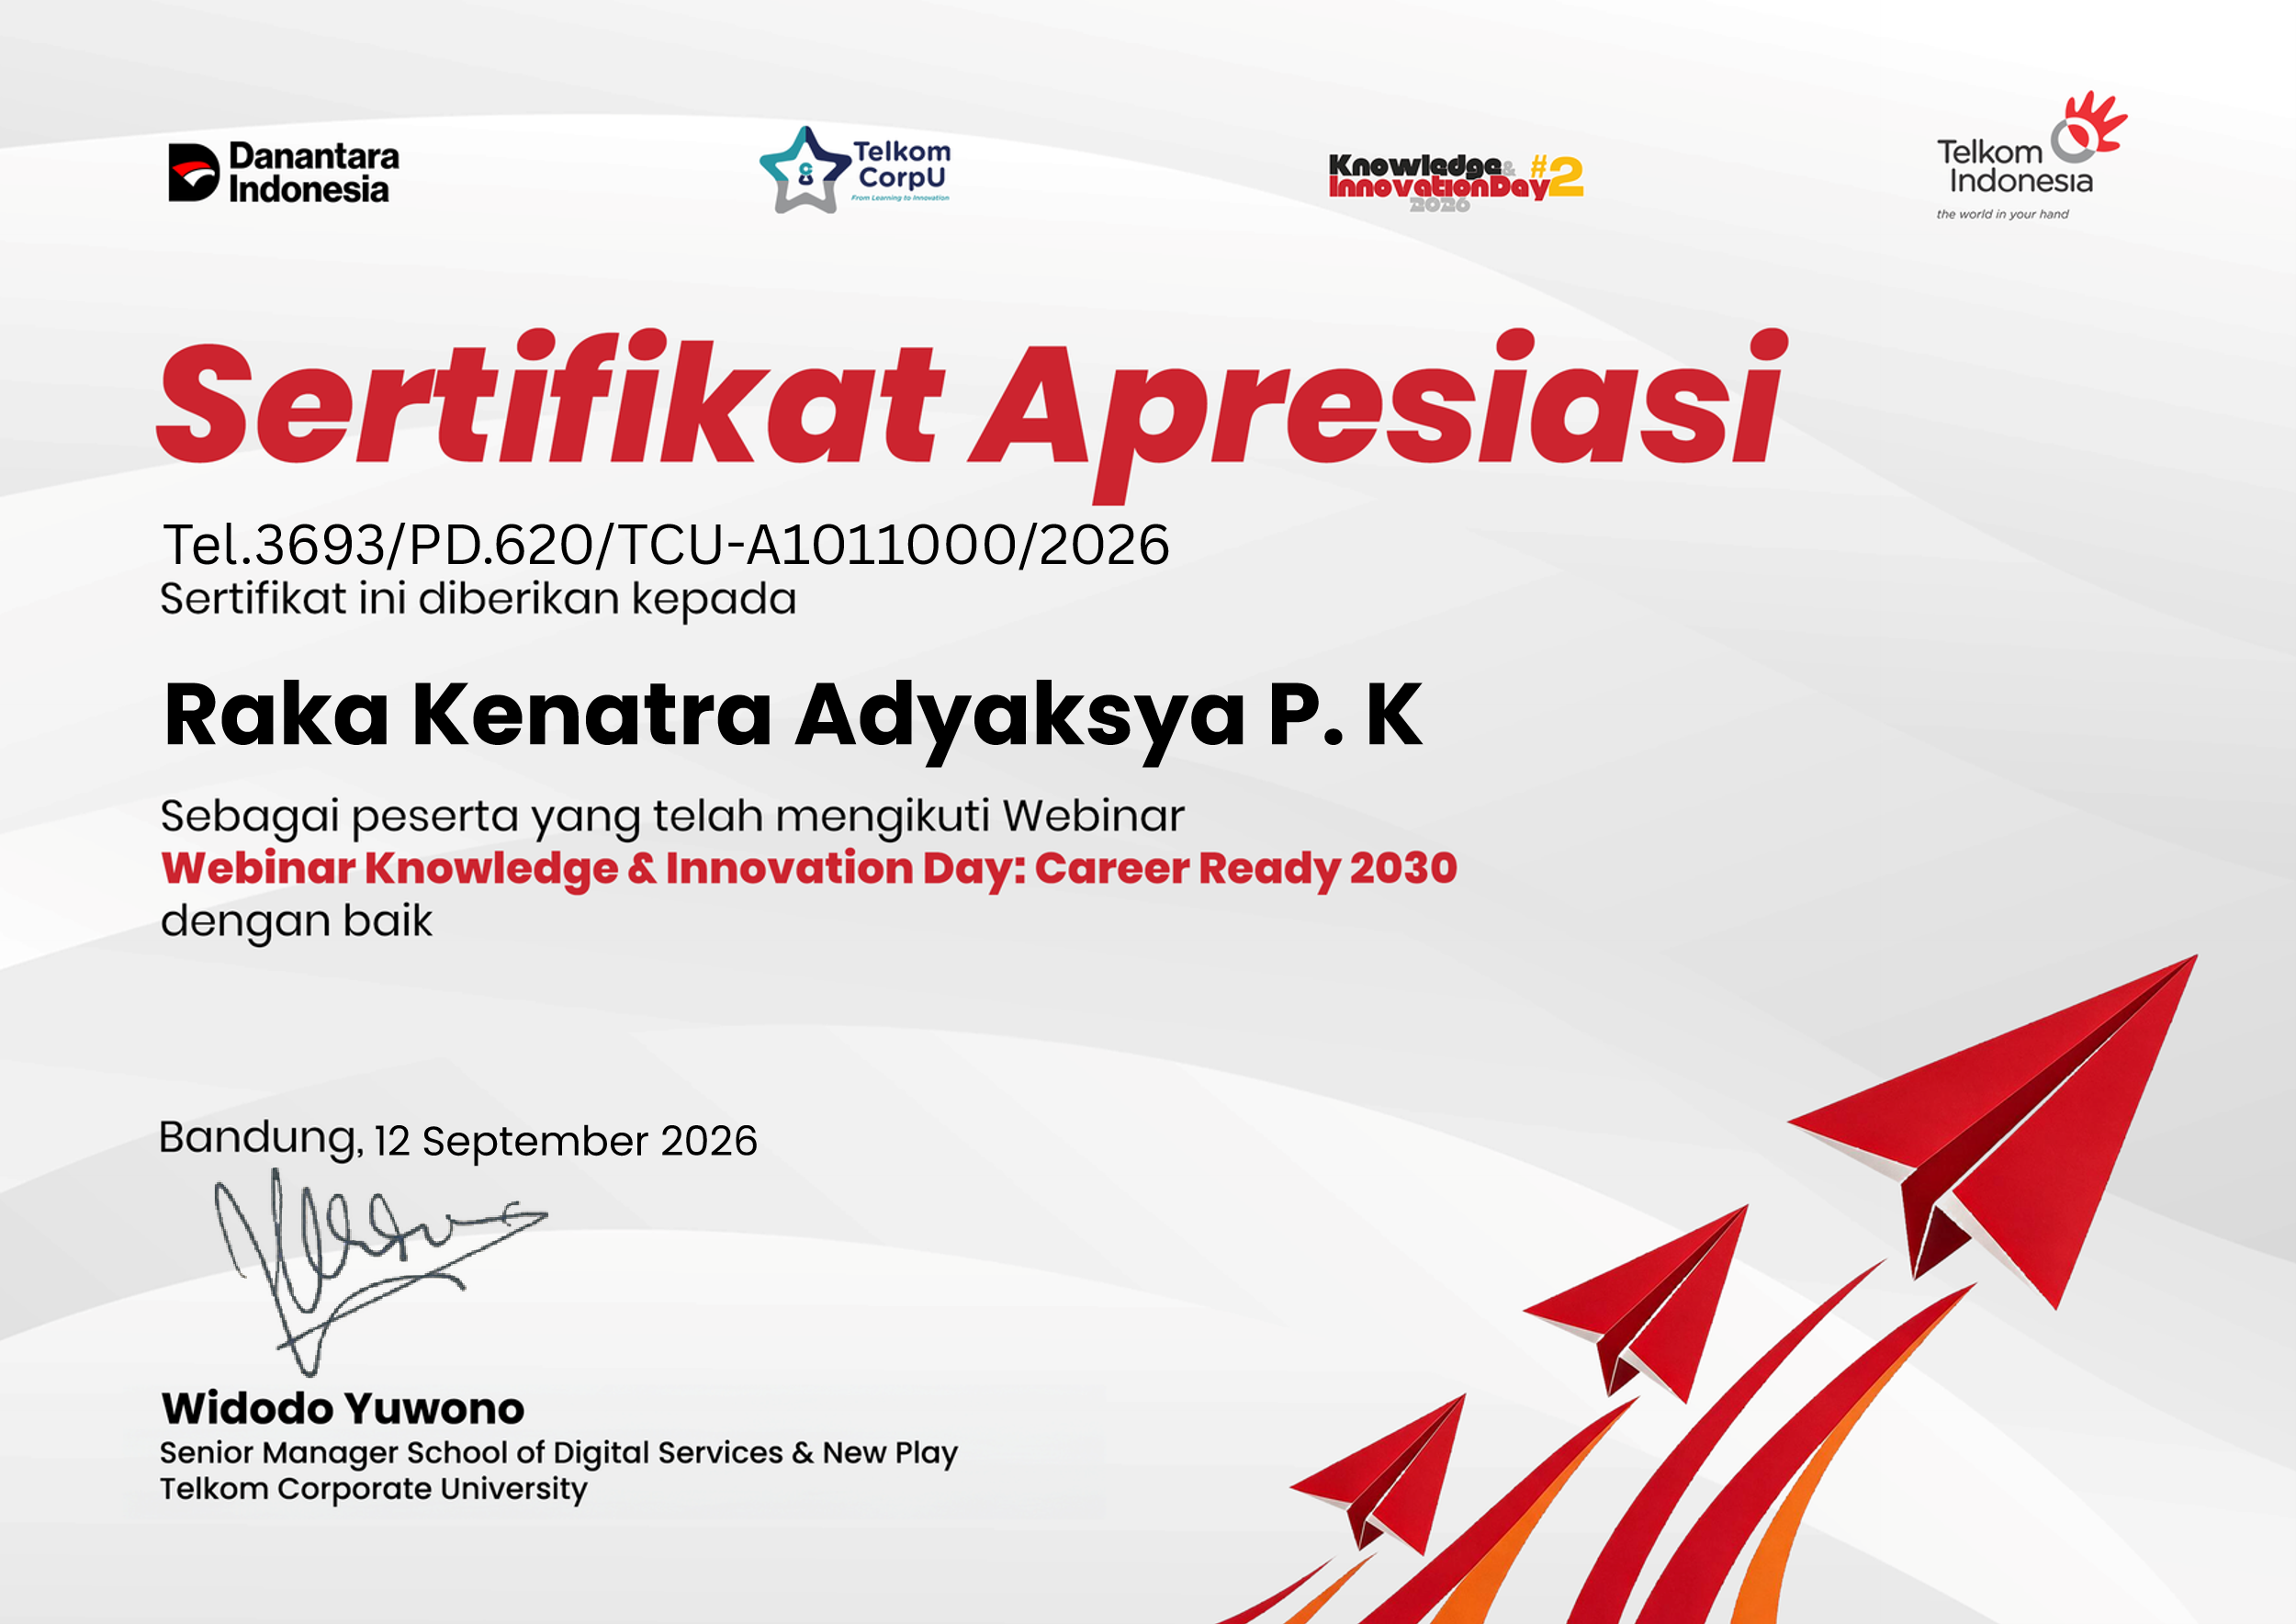 Danantara
Indonesia
Telkom
CorpU
From Learning to Innovation
Knowledge &
InnovationDay #2
2026
Telkom
Indonesia
the world in your hand
Sertifikat Apresiasi
Tel.3693/PD.620/TCU-A1011000/2026
Sertifikat ini diberikan kepada
Raka Kenatra Adyaksya P. K
Sebagai peserta yang telah mengikuti Webinar
Webinar Knowledge & Innovation Day: Career Ready 2030
dengan baik
Bandung, 12 September 2026
Widodo Yuwono
Senior Manager School of Digital Services & New Play
Telkom Corporate University